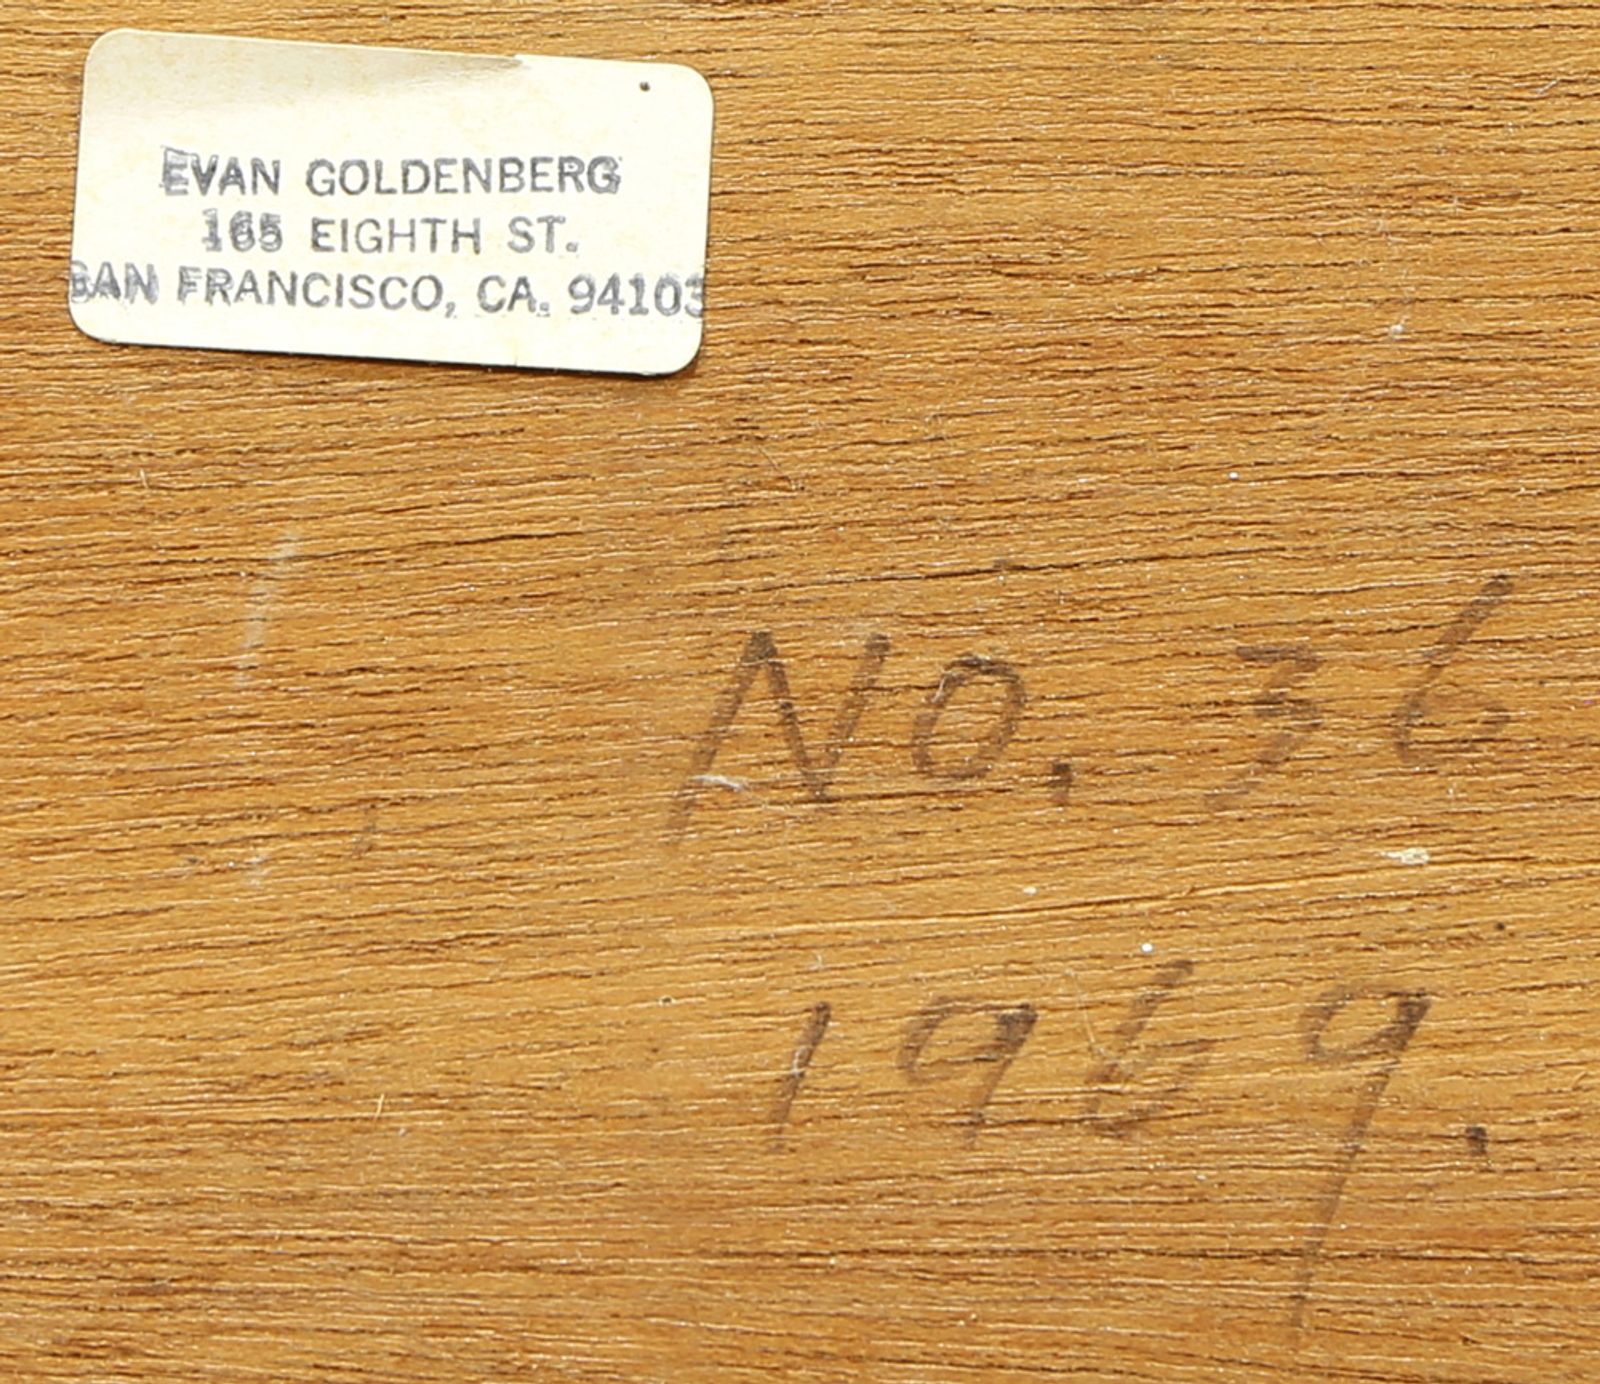 EVAN GOLDENBERG
165 EIGHTH ST.
SAN FRANCISCO, CA. 94103
No. 36
1969.